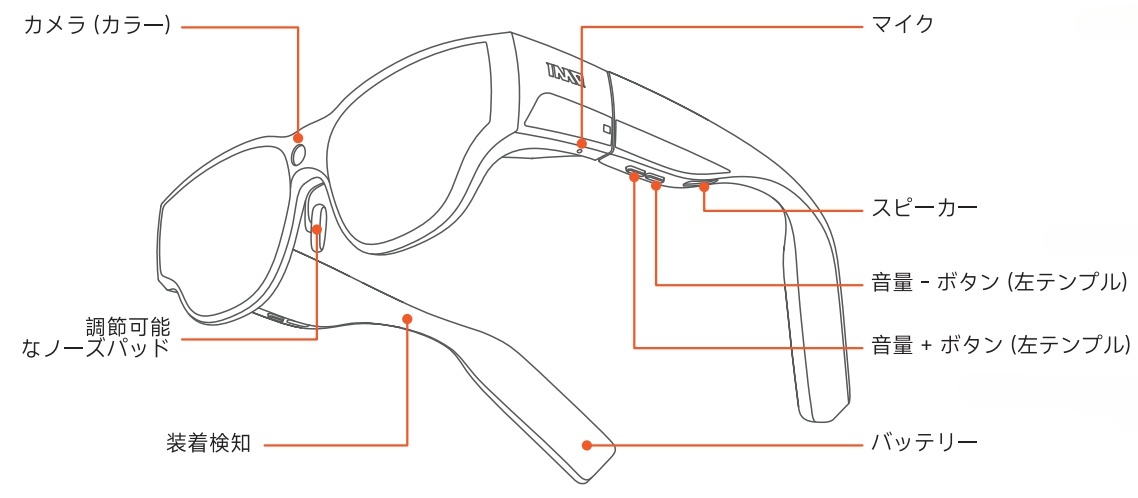 カメラ (カラー)
マイク
スピーカー
音量 - ボタン (左テンプル)
調節可能
なノーズパッド
音量 + ボタン (左テンプル)
装着検知
バッテリー